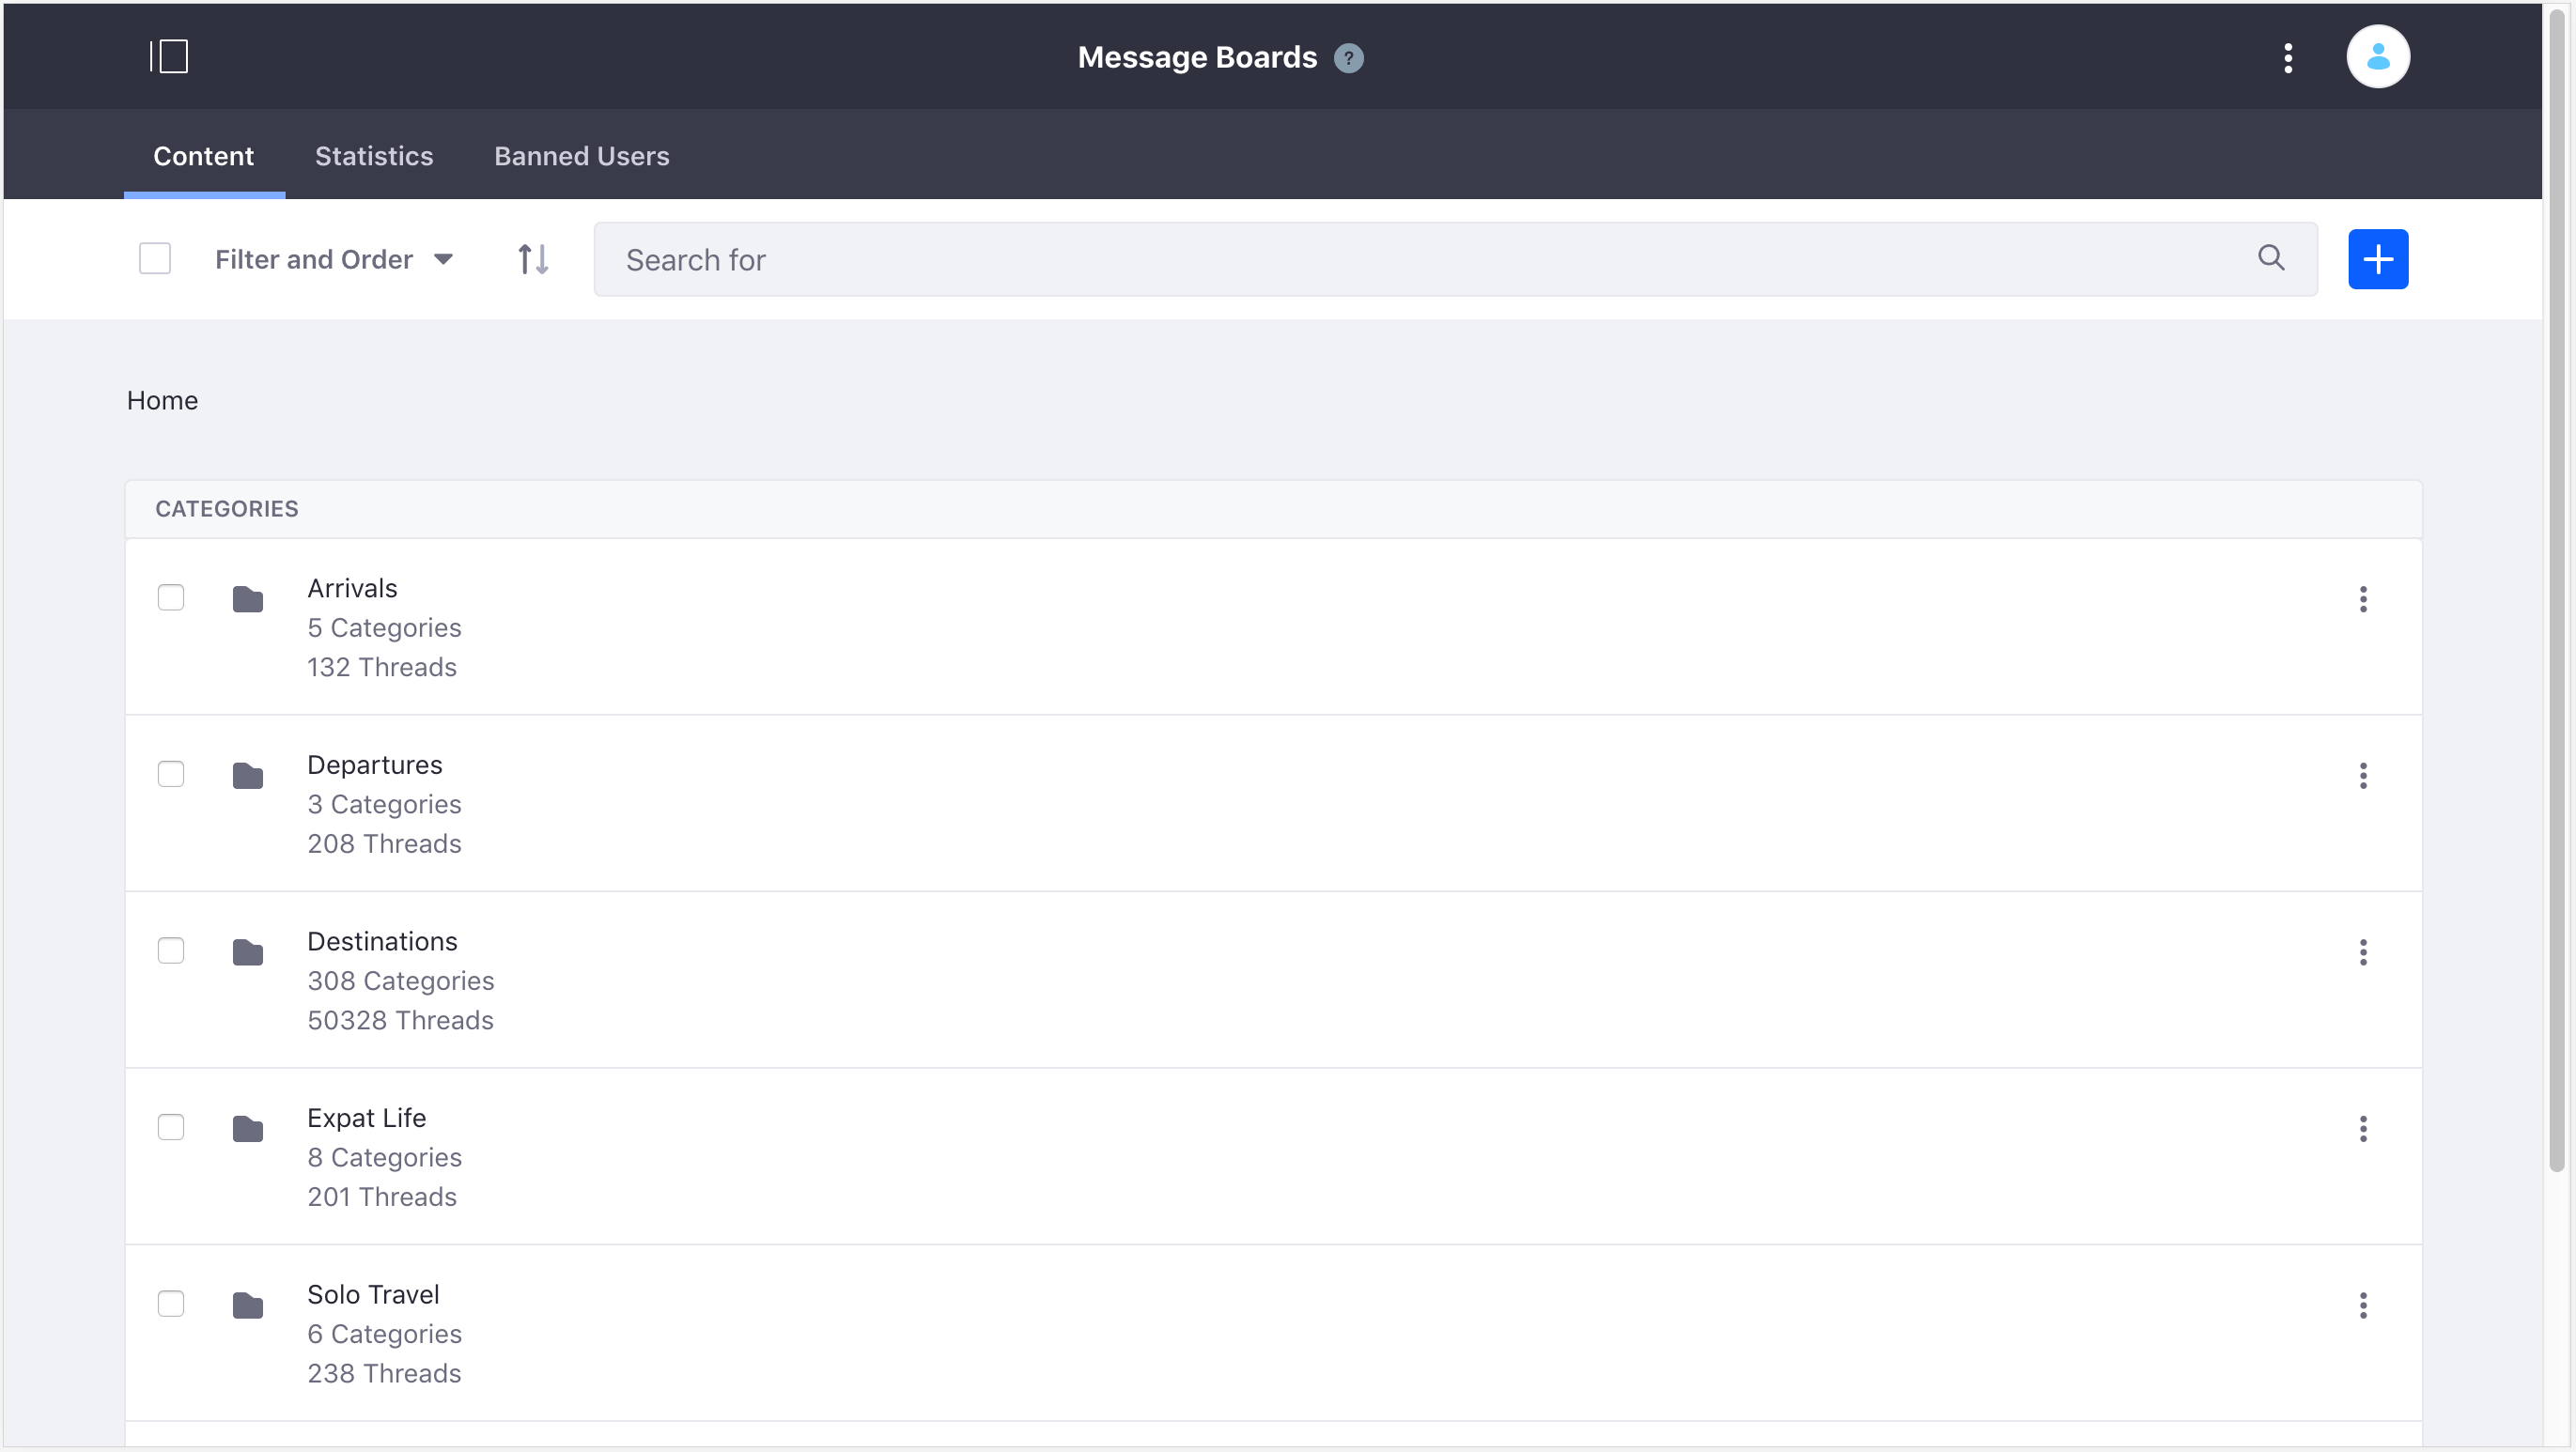 Message Boards ?
Content Statistics Banned Users
Filter and Order Search for
Home
CATEGORIES
Arrivals
5 Categories
132 Threads
Departures
3 Categories
208 Threads
Destinations
308 Categories
50328 Threads
Expat Life
8 Categories
201 Threads
Solo Travel
6 Categories
238 Threads